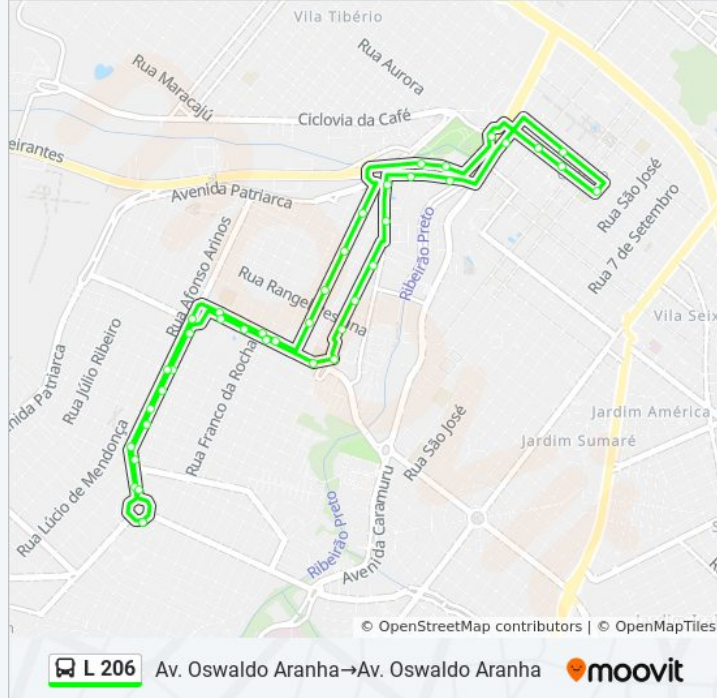 Vila Tibério
Rua Aurora
Rua Maracajú
Ciclovia da Café
eirantes
Avenida Patriarca
Rua São José
Rua 7 de Setembro
Rua Afonso Arinos
Ribeirão Preto
Rua Rangel Pestana
Vila Seix
Rua Júlio Ribeiro
nida Patriarca
Rua Franco da Rocha
Jardim América
Rua São José
Jardim Sumaré
Rua Lúcio de Mendonça
Ribeirão Preto
Avenida Caramuru
© OpenStreetMap contributors | © OpenMapTiles
L 206 Av. Oswaldo Aranha→Av. Oswaldo Aranha moovit